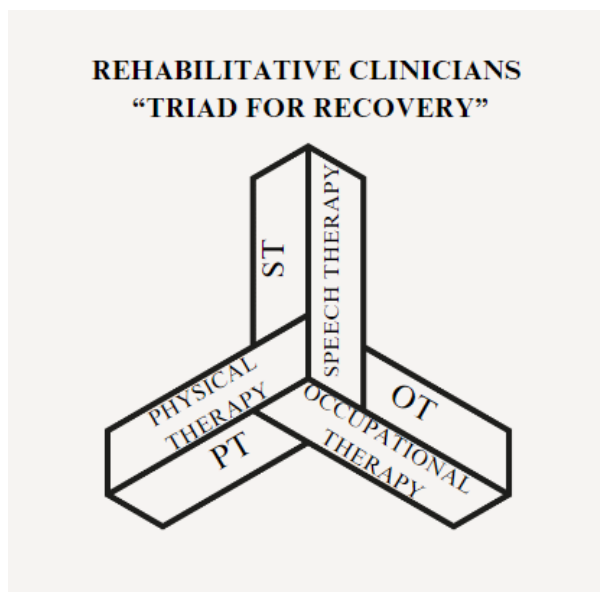 REHABILITATIVE CLINICIANS
“TRIAD FOR RECOVERY”
ST
SPEECH THERAPY
PHYSICAL
THERAPY
PT
OT
OCCUPATIONAL
THERAPY